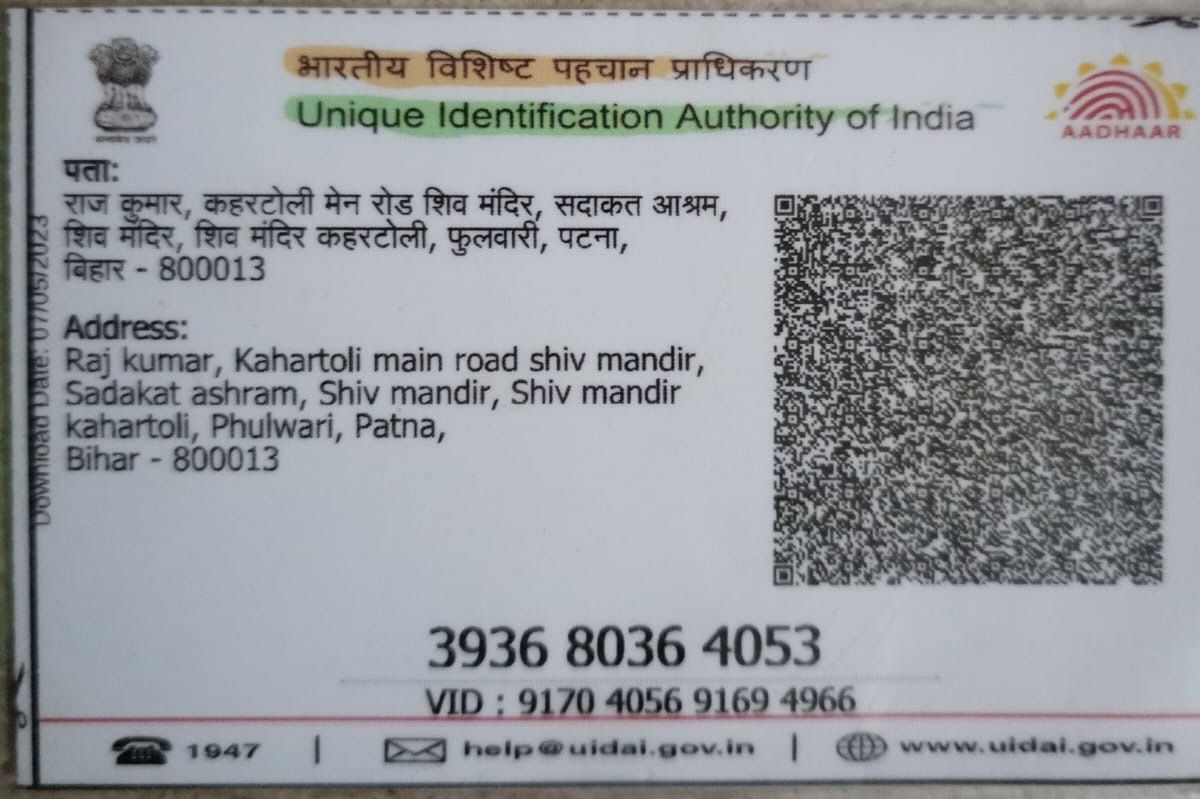 भारतीय विशिष्ट पहचान प्राधिकरण
Unique Identification Authority of India
AADHAAR
पता:
राज कुमार, कहरटोली मेन रोड शिव मंदिर, सदाकत आश्रम,
शिव मंदिर, शिव मंदिर कहरटोली, फुलवारी, पटना,
बिहार - 800013
Address:
Raj kumar, Kahartoli main road shiv mandir,
Sadakat ashram, Shiv mandir, Shiv mandir
kahartoli, Phulwari, Patna,
Bihar - 800013
Download Date: 07/05/2023
3936 8036 4053
VID : 9170 4056 9169 4966
1947 | help@uidai.gov.in | www.uidai.gov.in